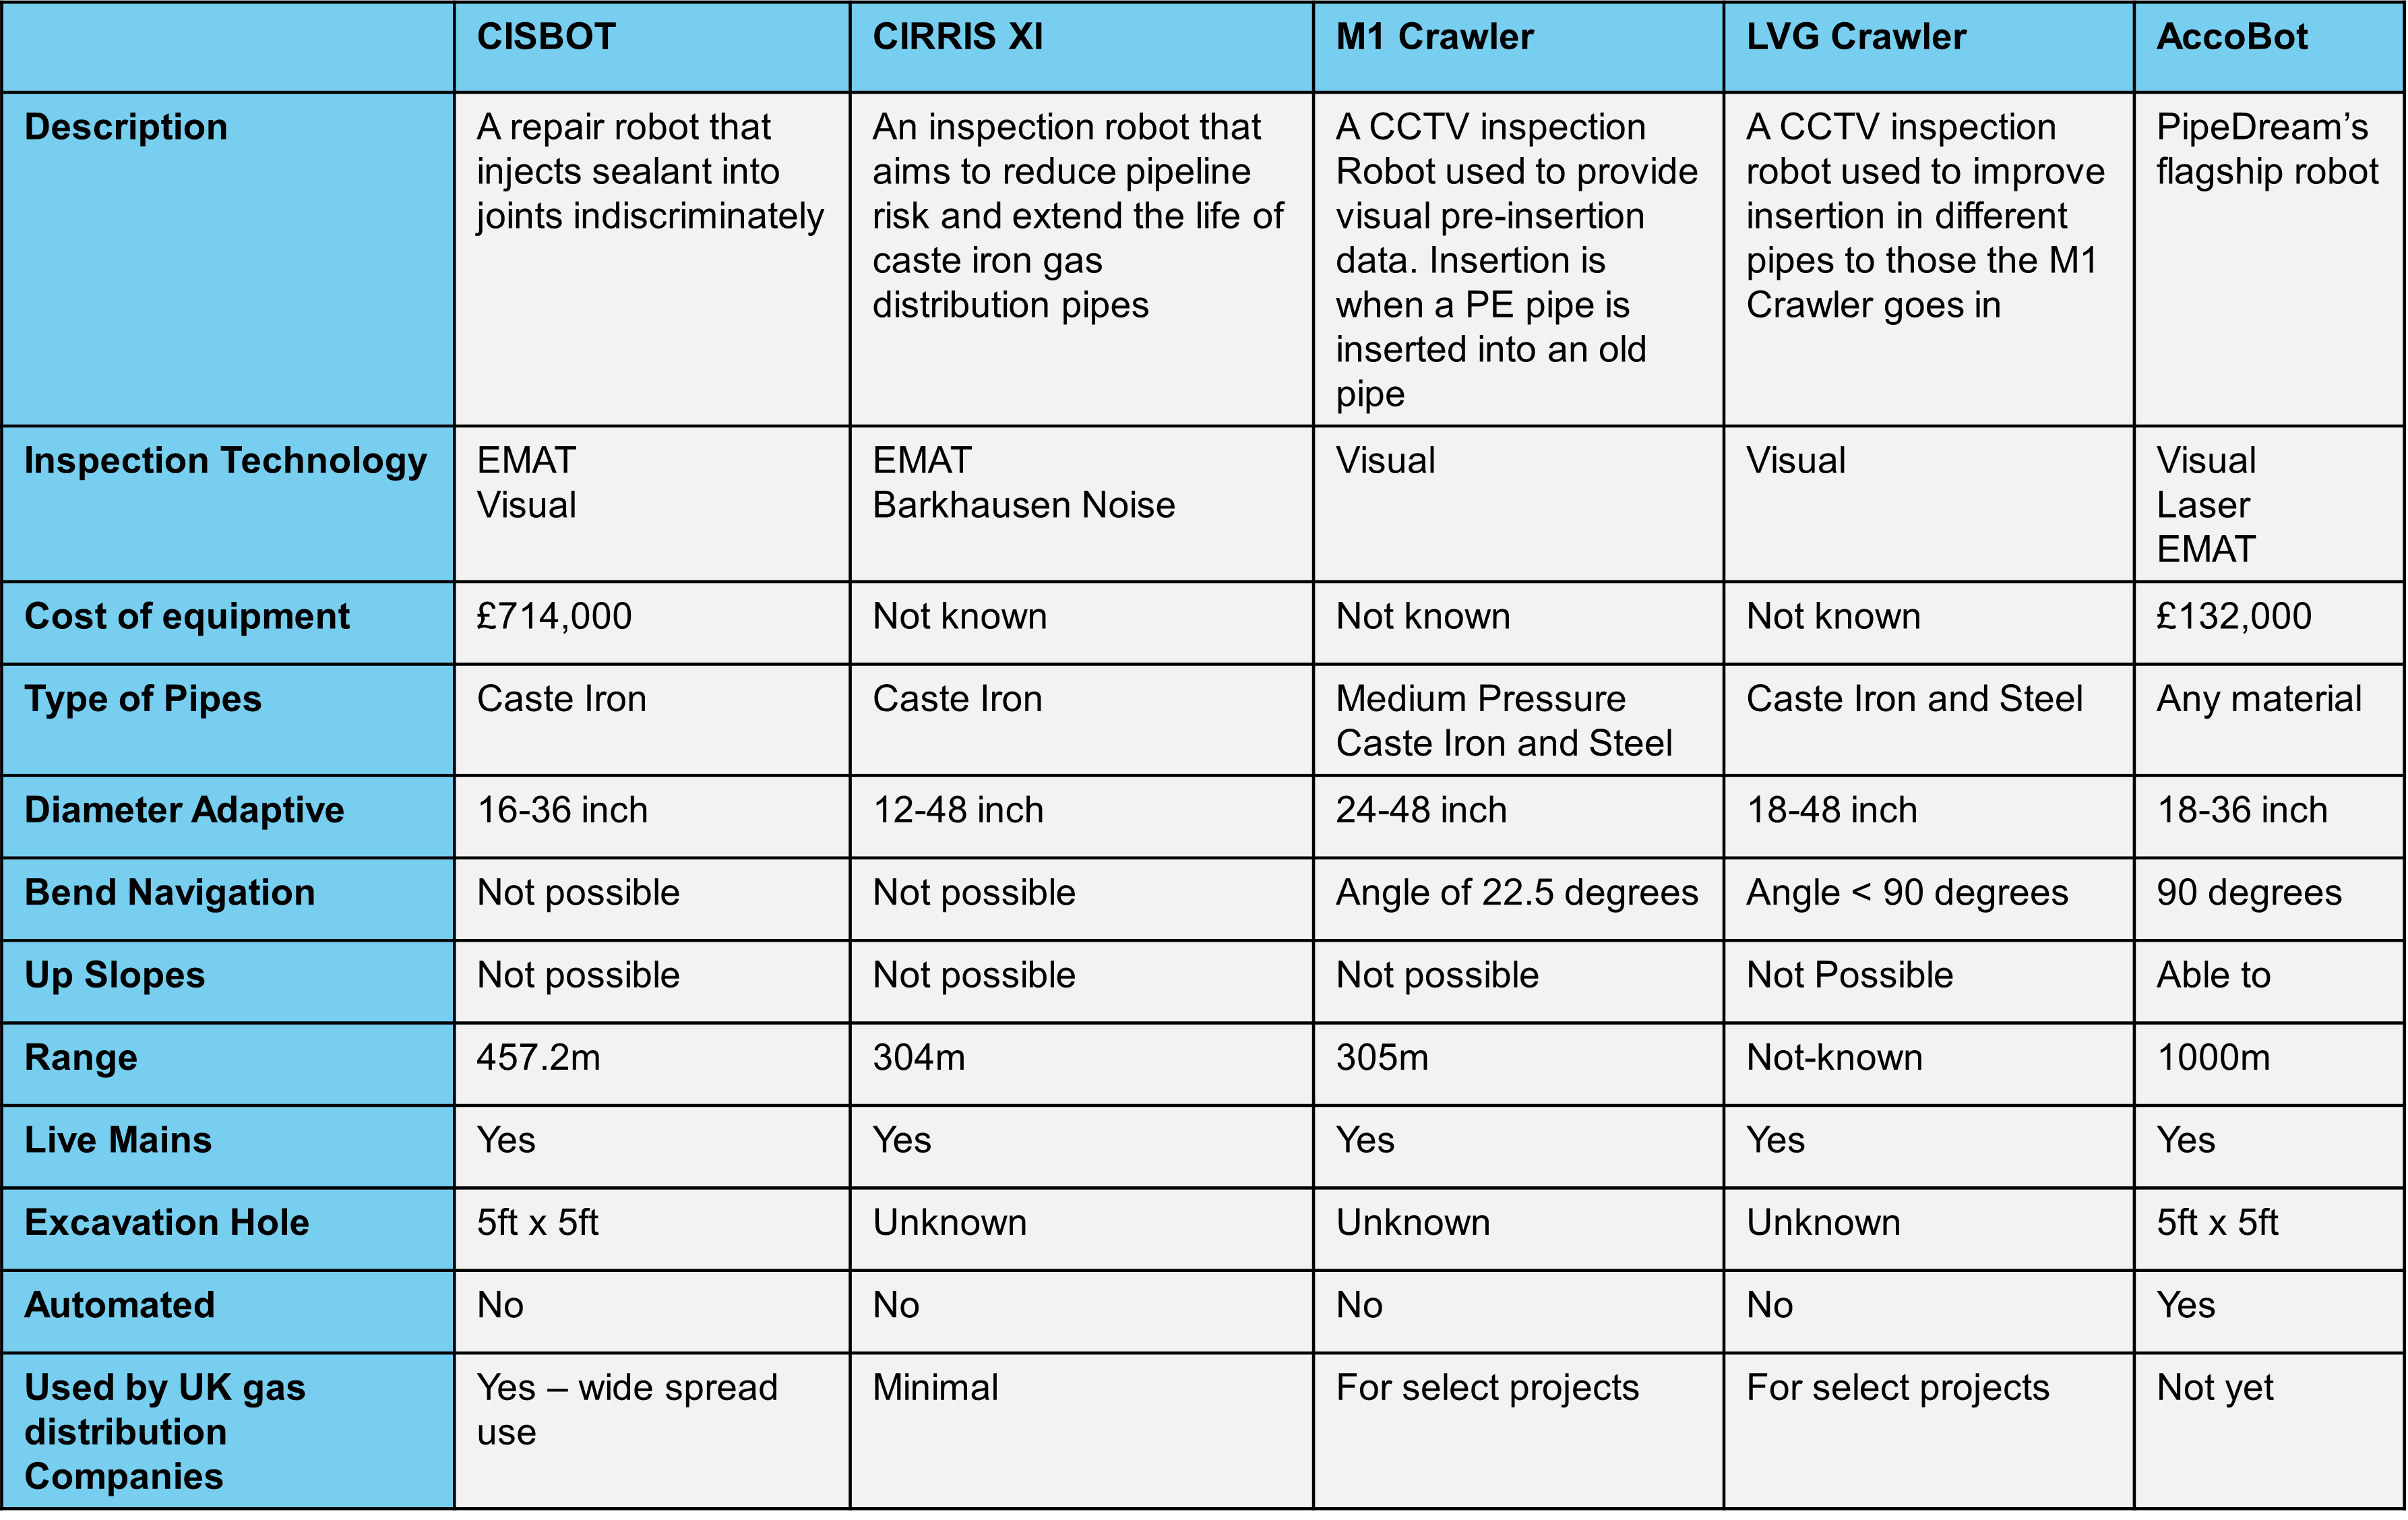 CISBOT
CIRRIS XI
M1 Crawler
LVG Crawler
AccoBot
Description
A repair robot that
injects sealant into
joints indiscriminately
An inspection robot that
aims to reduce pipeline
risk and extend the life of
caste iron gas
distribution pipes
A CCTV inspection
Robot used to provide
visual pre-insertion
data. Insertion is
when a PE pipe is
inserted into an old
pipe
A CCTV inspection
robot used to improve
insertion in different
pipes to those the M1
Crawler goes in
PipeDream’s
flagship robot
Inspection Technology
EMAT
Visual
EMAT
Barkhausen Noise
Visual
Visual
Visual
Laser
EMAT
Cost of equipment
£714,000
Not known
Not known
Not known
£132,000
Type of Pipes
Caste Iron
Caste Iron
Medium Pressure
Caste Iron and Steel
Caste Iron and Steel
Any material
Diameter Adaptive
16-36 inch
12-48 inch
24-48 inch
18-48 inch
18-36 inch
Bend Navigation
Not possible
Not possible
Angle of 22.5 degrees
Angle < 90 degrees
90 degrees
Up Slopes
Not possible
Not possible
Not possible
Not Possible
Able to
Range
457.2m
304m
305m
Not-known
1000m
Live Mains
Yes
Yes
Yes
Yes
Yes
Excavation Hole
5ft x 5ft
Unknown
Unknown
Unknown
5ft x 5ft
Automated
No
No
No
No
Yes
Used by UK gas
distribution
Companies
Yes – wide spread
use
Minimal
For select projects
For select projects
Not yet